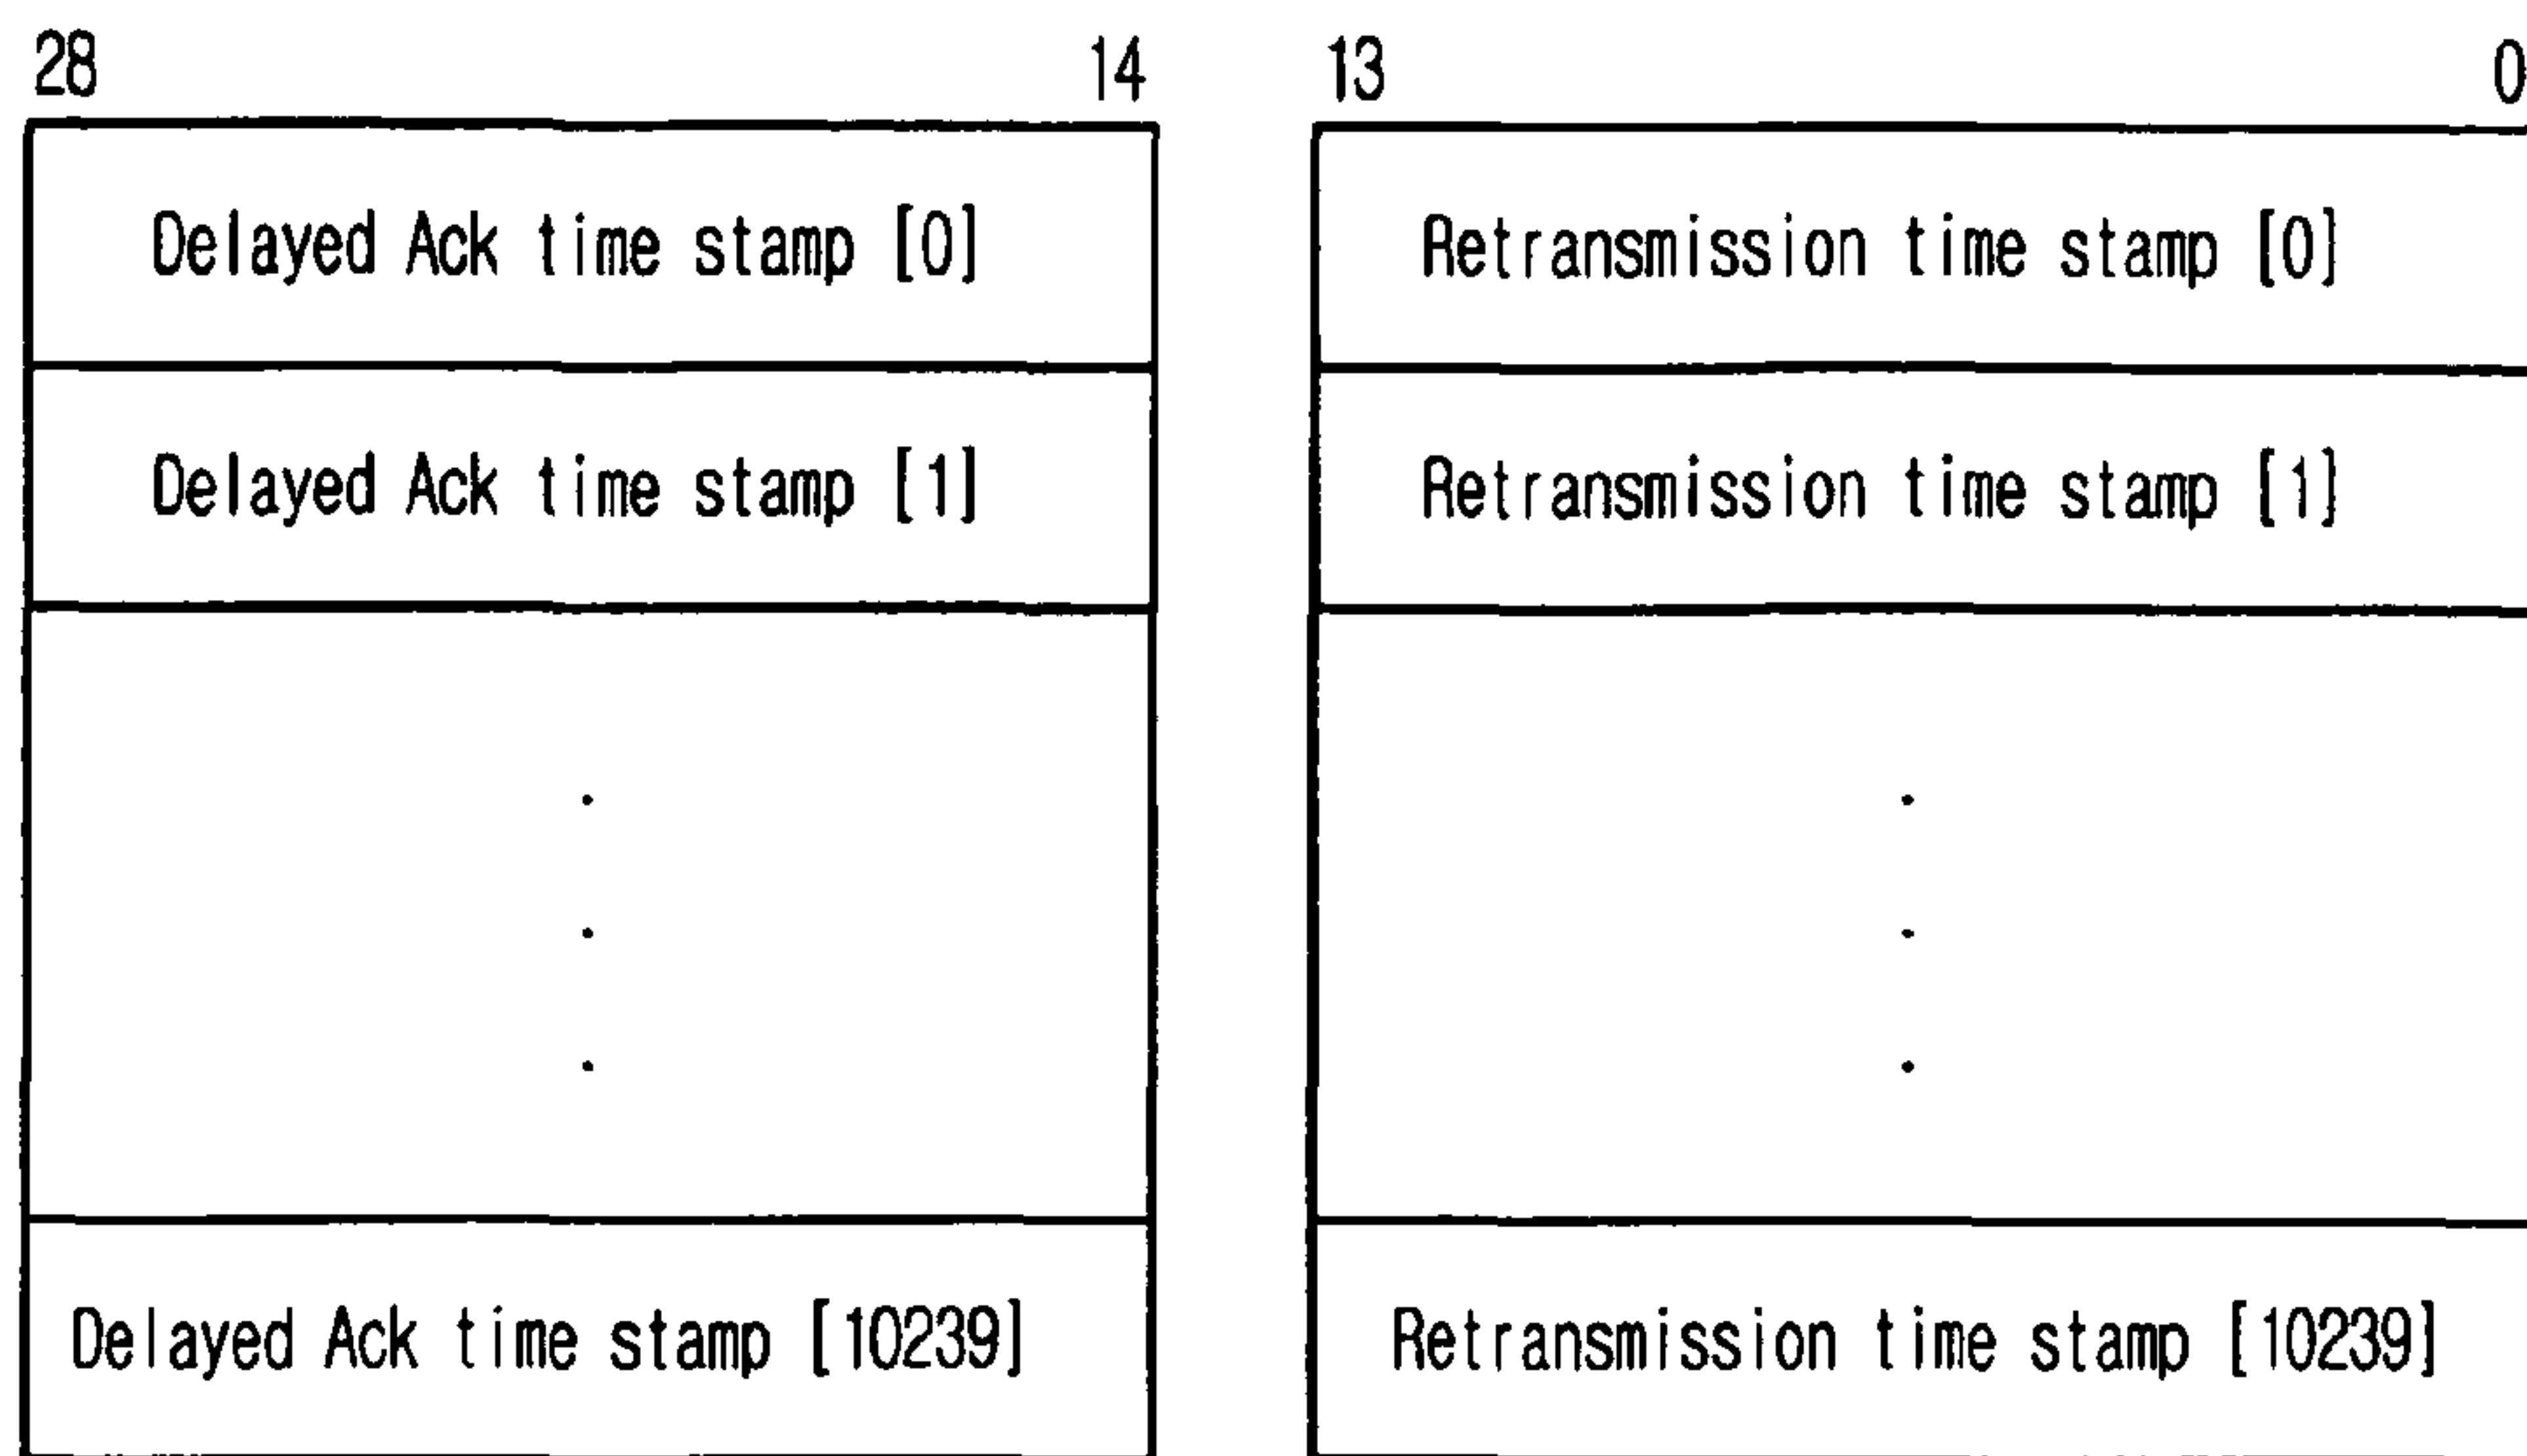 28 14 13 0
Delayed Ack time stamp [0] Retransmission time stamp [0]
Delayed Ack time stamp [1] Retransmission time stamp [1]
Delayed Ack time stamp [10239] Retransmission time stamp [10239]